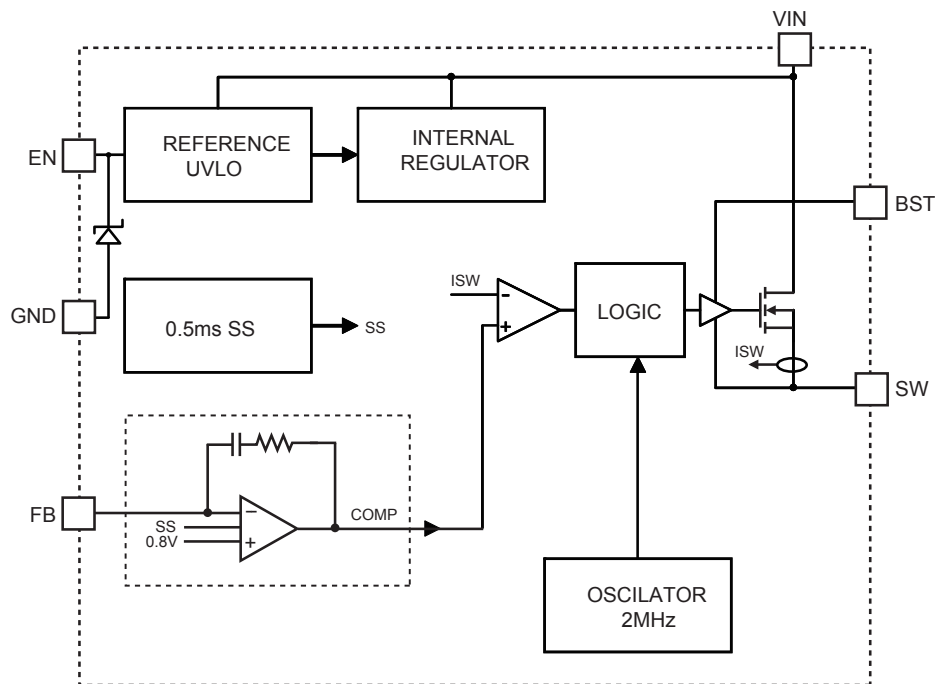 VIN
EN
REFERENCE
UVLO
INTERNAL
REGULATOR
BST
GND
0.5ms SS
SS
ISW
−
+
LOGIC
ISW
SW
FB
SS
0.8V
−
+
COMP
OSCILATOR
2MHz